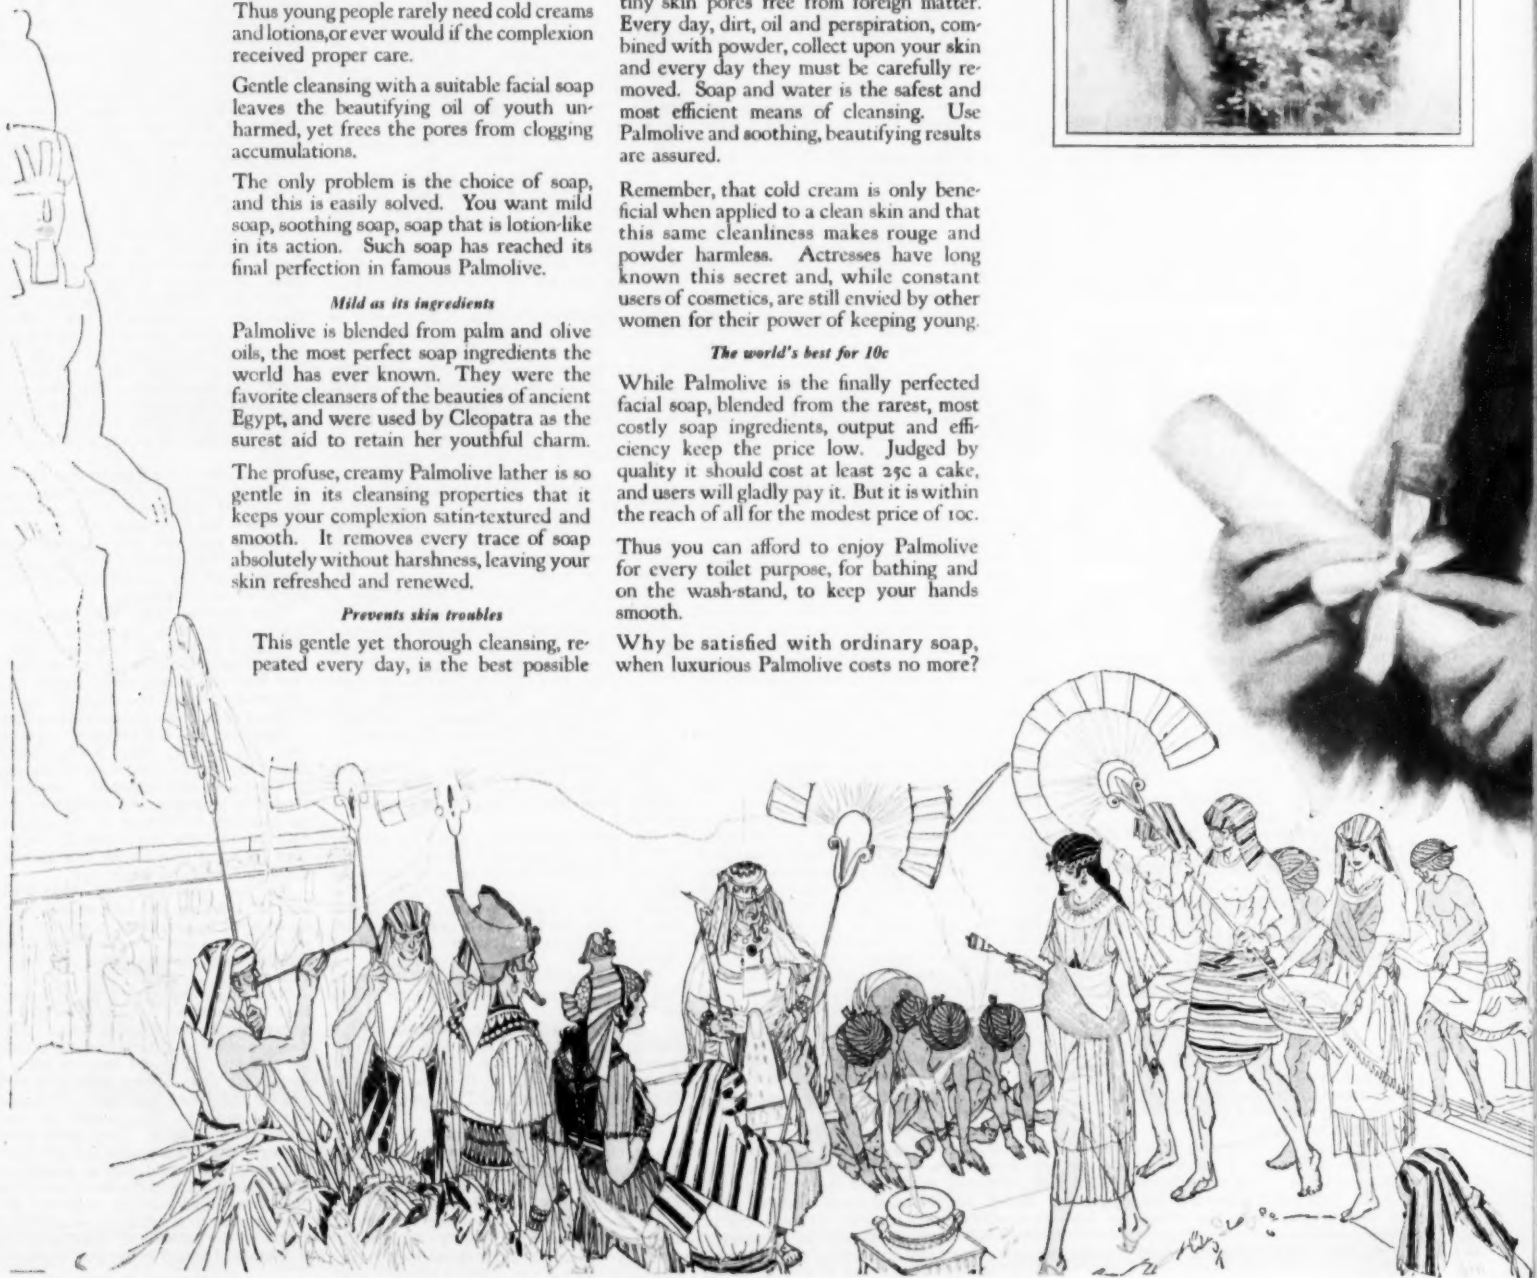 Thus young people rarely need cold creams
and lotions, or ever would if the complexion
received proper care.
Gentle cleansing with a suitable facial soap
leaves the beautifying oil of youth un-
harmed, yet frees the pores from clogging
accumulations.
The only problem is the choice of soap,
and this is easily solved. You want mild
soap, soothing soap, soap that is lotion-like
in its action. Such soap has reached its
final perfection in famous Palmolive.
Mild as its ingredients
Palmolive is blended from palm and olive
oils, the most perfect soap ingredients the
world has ever known. They were the
favorite cleansers of the beauties of ancient
Egypt, and were used by Cleopatra as the
surest aid to retain her youthful charm.
The profuse, creamy Palmolive lather is so
gentle in its cleansing properties that it
keeps your complexion satin-textured and
smooth. It removes every trace of soap
absolutely without harshness, leaving your
skin refreshed and renewed.
Prevents skin troubles
This gentle yet thorough cleansing, re-
peated every day, is the best possible
tiny skin pores free from foreign matter.
Every day, dirt, oil and perspiration, com-
bined with powder, collect upon your skin
and every day they must be carefully re-
moved. Soap and water is the safest and
most efficient means of cleansing. Use
Palmolive and soothing, beautifying results
are assured.
Remember, that cold cream is only bene-
ficial when applied to a clean skin and that
this same cleanliness makes rouge and
powder harmless. Actresses have long
known this secret and, while constant
users of cosmetics, are still envied by other
women for their power of keeping young.
The world's best for 10c
While Palmolive is the finally perfected
facial soap, blended from the rarest, most
costly soap ingredients, output and effi-
ciency keep the price low. Judged by
quality it should cost at least 25c a cake,
and users will gladly pay it. But it is within
the reach of all for the modest price of 10c.
Thus you can afford to enjoy Palmolive
for every toilet purpose, for bathing and
on the wash-stand, to keep your hands
smooth.
Why be satisfied with ordinary soap,
when luxurious Palmolive costs no more?